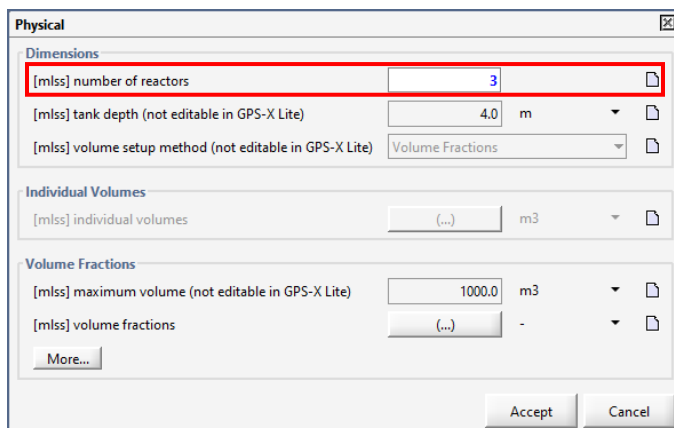 Physical
Dimensions
[mlss] number of reactors 3
[mlss] tank depth (not editable in GPS-X Lite) 4.0 m
[mlss] volume setup method (not editable in GPS-X Lite) Volume Fractions
Individual Volumes
[mlss] individual volumes (...) m3
Volume Fractions
[mlss] maximum volume (not editable in GPS-X Lite) 1000.0 m3
[mlss] volume fractions (...) -
More...
Accept Cancel